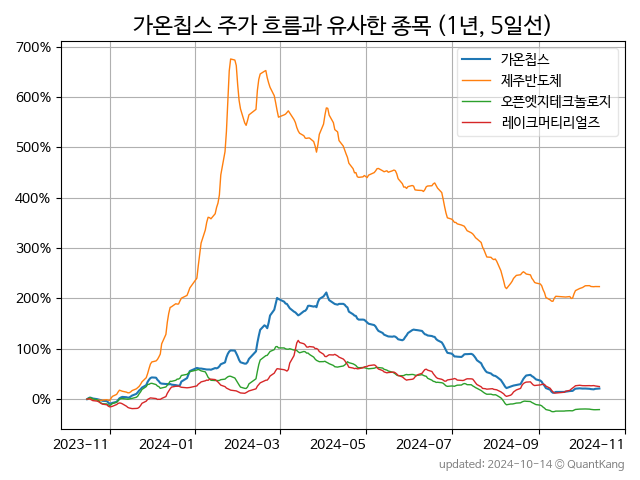 가온칩스 주가 흐름과 유사한 종목 (1년, 5일선)
700%
600%
500%
400%
300%
200%
100%
0%
가온칩스
제주반도체
오픈엣지테크놀로지
레이크머티리얼즈
2023-11
2024-01
2024-03
2024-05
2024-07
2024-09
2024-11
updated: 2024-10-14 © QuantKang